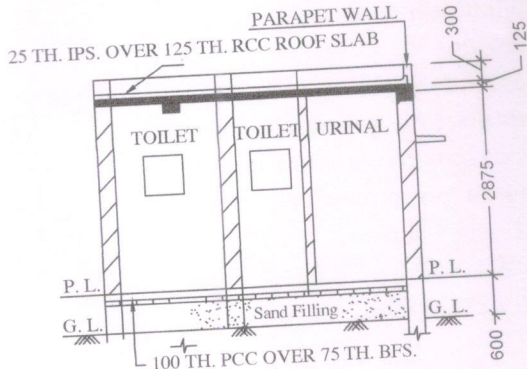 PARAPET WALL
25 TH. IPS. OVER 125 TH. RCC ROOF SLAB
300
125
TOILET
TOILET
URINAL
2875
P. L.
P. L.
Sand Filling
G. L.
G. L.
600
100 TH. PCC OVER 75 TH. BFS.